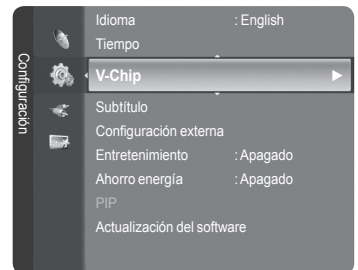 Configuración
Idioma : English
Tiempo
V-Chip
Subtítulo
Configuración externa
Entretenimiento : Apagado
Ahorro energía : Apagado
PIP
Actualización del software